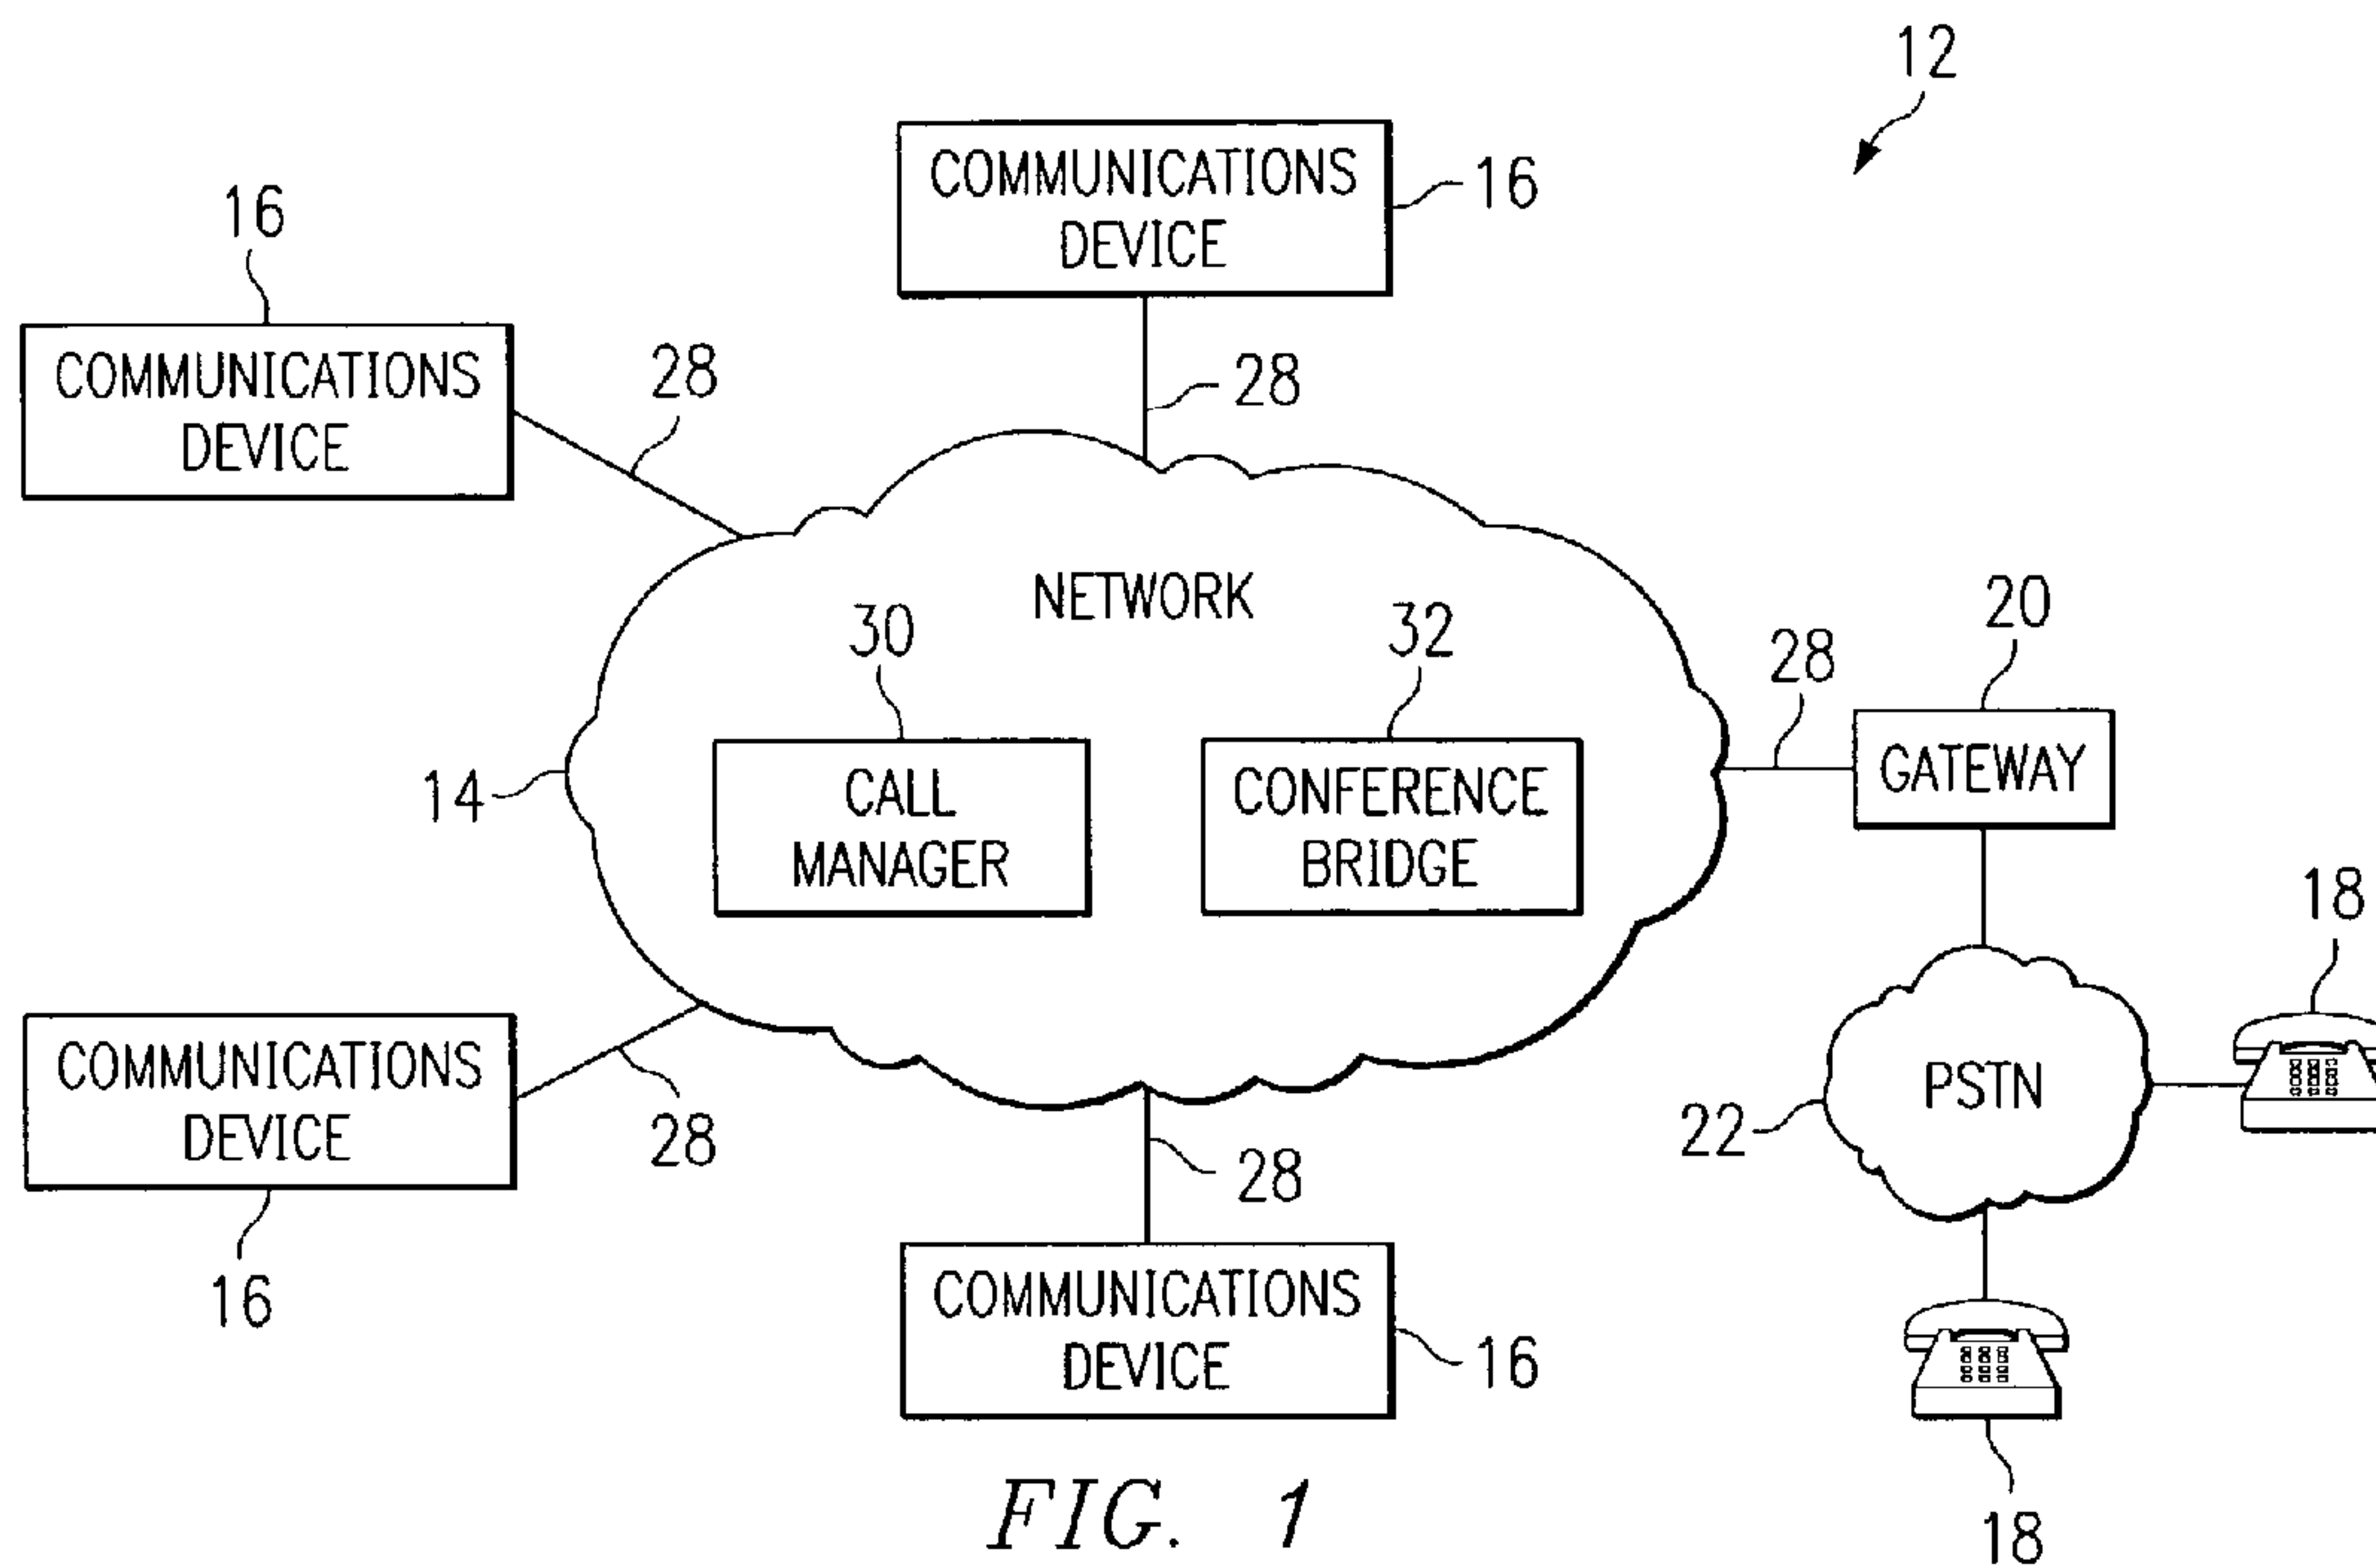 12
COMMUNICATIONS
DEVICE
16
16
COMMUNICATIONS
DEVICE
28
28
NETWORK
30
32
20
28
CALL
MANAGER
CONFERENCE
BRIDGE
GATEWAY
14
18
COMMUNICATIONS
DEVICE
28
16
28
PSTN
22
COMMUNICATIONS
DEVICE
16
18
FIG. 1